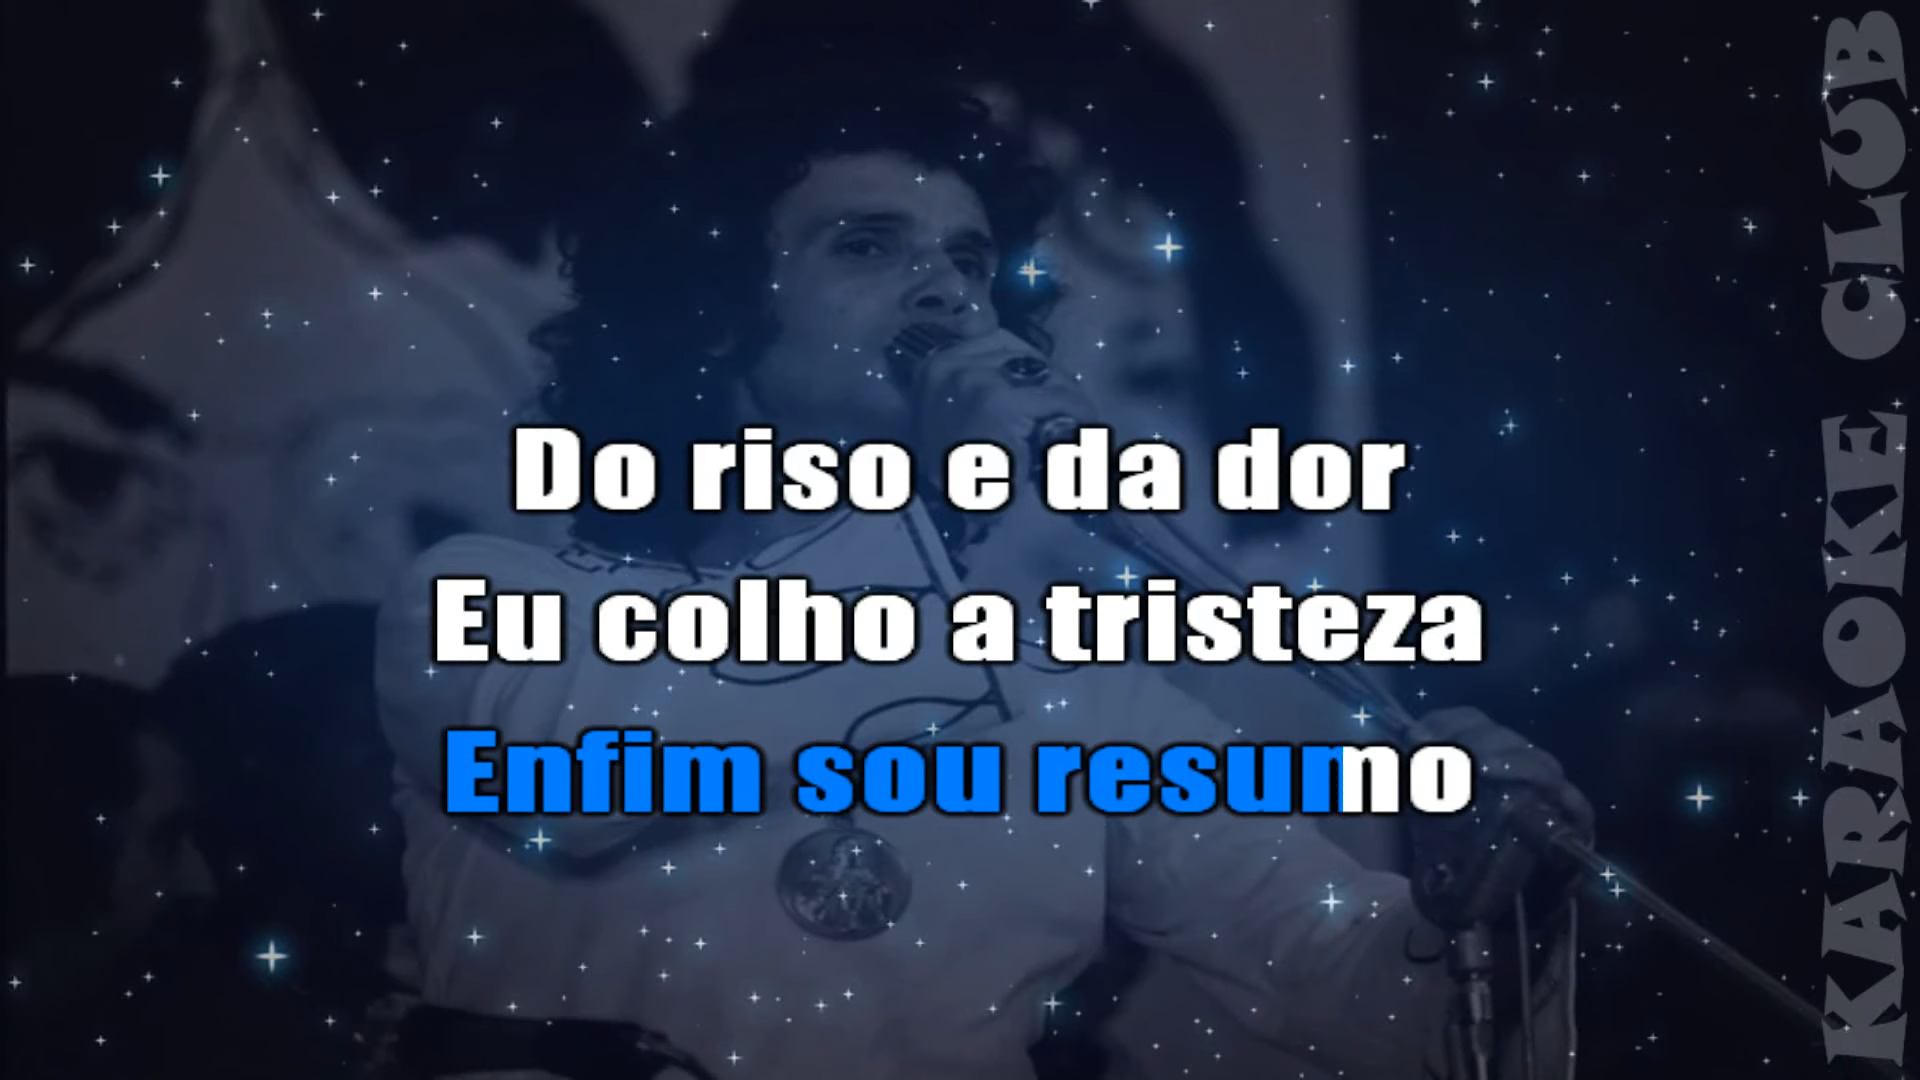 Do riso e da dor
Eu colho a tristeza
Enfim sou resumo
KARAOKE CLUB